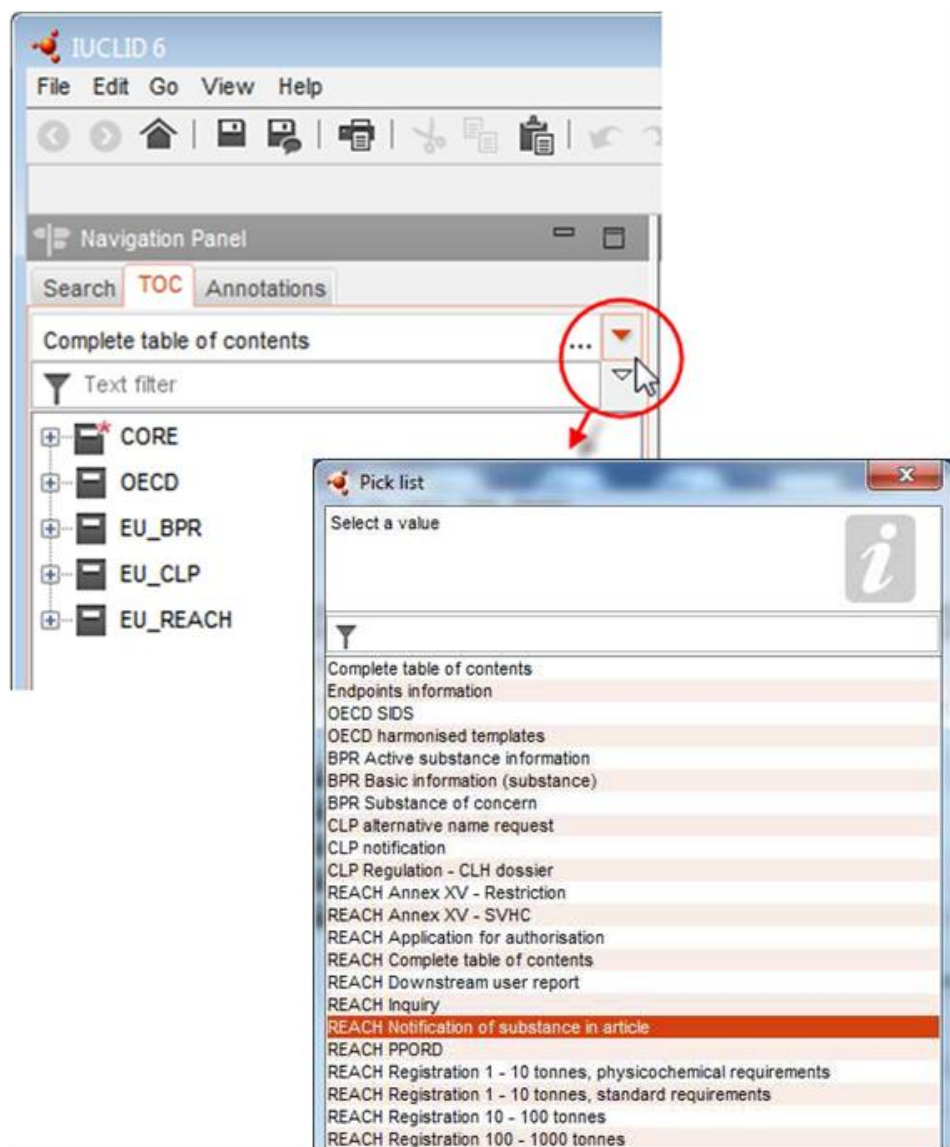 IUCLID 6
File Edit Go View Help
Navigation Panel
Search TOC Annotations
Complete table of contents ...
Text filter
CORE
OECD
EU_BPR
EU_CLP
EU_REACH
Pick list
Select a value
Complete table of contents
Endpoints information
OECD SIDS
OECD harmonised templates
BPR Active substance information
BPR Basic information (substance)
BPR Substance of concern
CLP alternative name request
CLP notification
CLP Regulation - CLH dossier
REACH Annex XV - Restriction
REACH Annex XV - SVHC
REACH Application for authorisation
REACH Complete table of contents
REACH Downstream user report
REACH Inquiry
REACH Notification of substance in article
REACH PPORD
REACH Registration 1 - 10 tonnes, physicochemical requirements
REACH Registration 1 - 10 tonnes, standard requirements
REACH Registration 10 - 100 tonnes
REACH Registration 100 - 1000 tonnes